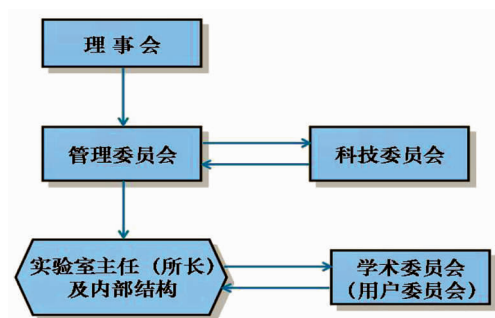 理事会
管理委员会
科技委员会
实验室主任（所长）
及内部结构
学术委员会
（用户委员会）